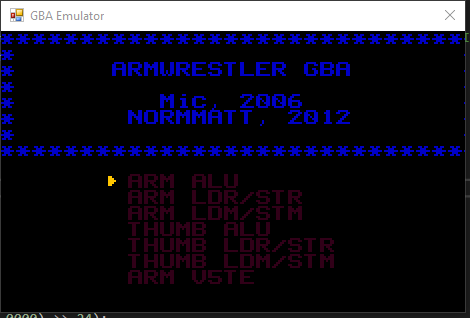 GBA Emulator
*****************************
*
* ARMWRESTLER GBA
*
* Mic, 2006
* NORMMATT, 2012
*
*****************************
ARM ALU
ARM LDR/STR
ARM LDM/STM
THUMB ALU
THUMB LDR/STR
THUMB LDM/STM
ARM V5TE
0000) >> 24);